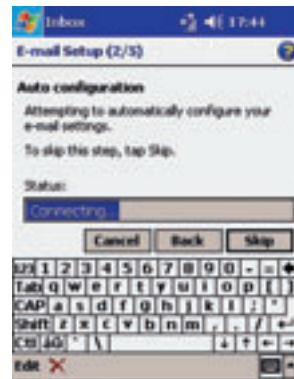 Inbox 17:44
E-mail Setup (2/5) ?
Auto configuration
Attempting to automatically configure your
e-mail settings.
To skip this step, tap Skip.
Status:
Connecting...
Cancel Back Skip
123 1 2 3 4 5 6 7 8 9 0 - =
Tab q w e r t y u i o p [ ]
CAP a s d f g h j k l ; '
Shift z x c v b n m , . /
Ctl áü ` \
Edit